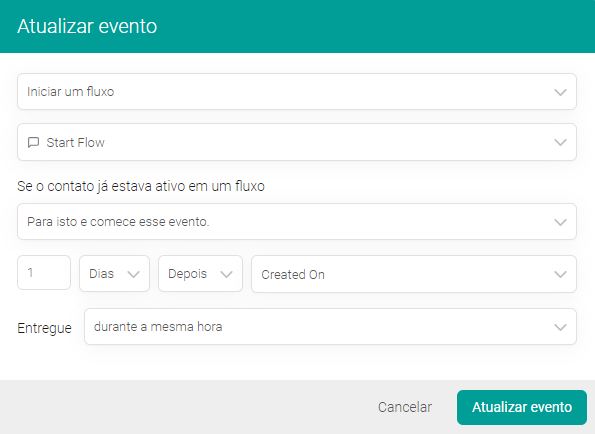 Atualizar evento
Iniciar um fluxo
Start Flow
Se o contato já estava ativo em um fluxo
Para isto e comece esse evento.
1 Dias Depois Created On
Entregue durante a mesma hora
Cancelar Atualizar evento